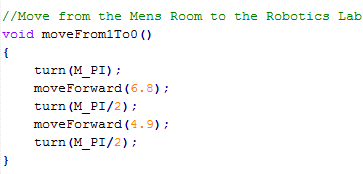 //Move from the Mens Room to the Robotics Lab
void moveFrom1To0()
{
    turn(M_PI);
    moveForward(6.8);
    turn(M_PI/2);
    moveForward(4.9);
    turn(M_PI/2);
}